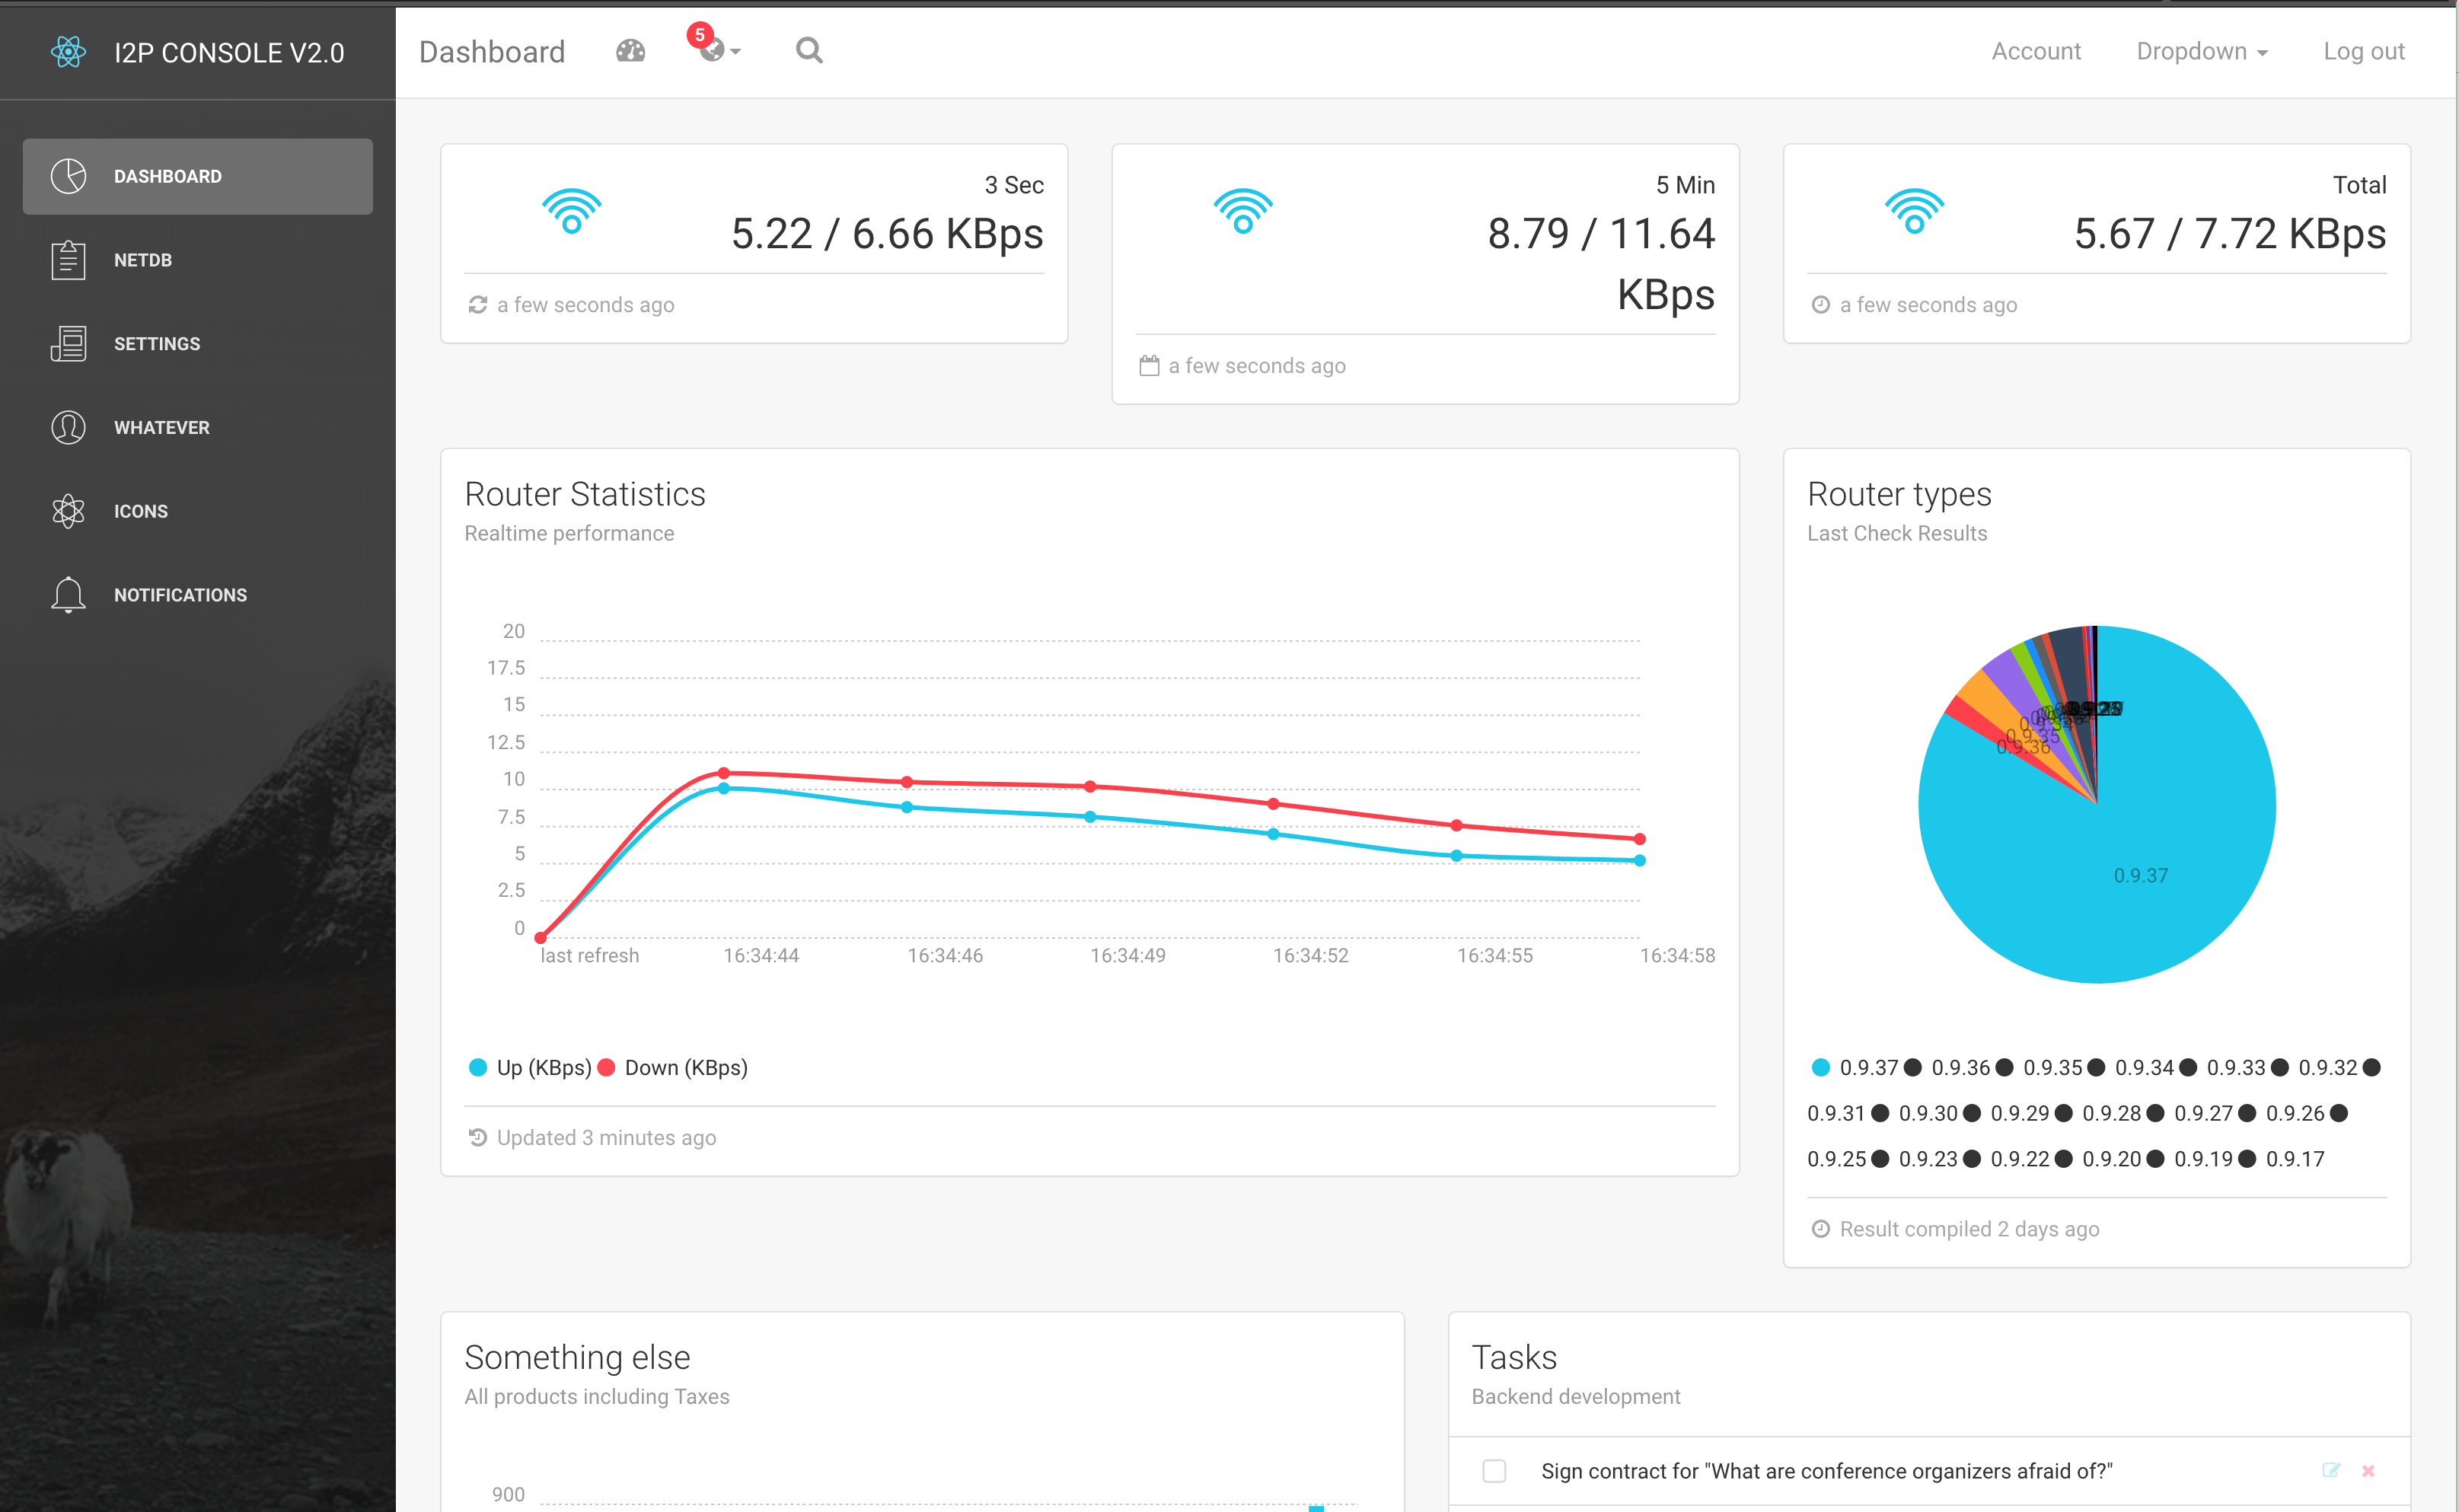 I2P CONSOLE V2.0
DASHBOARD
NETDB
SETTINGS
WHATEVER
ICONS
NOTIFICATIONS
Dashboard
5
Account
Dropdown
Log out
3 Sec
5.22 / 6.66 KBps
a few seconds ago
5 Min
8.79 / 11.64
KBps
a few seconds ago
Total
5.67 / 7.72 KBps
a few seconds ago
Router Statistics
Realtime performance
20
17.5
15
12.5
10
7.5
5
2.5
0
last refresh 16:34:44 16:34:46 16:34:49 16:34:52 16:34:55 16:34:58
Up (KBps) Down (KBps)
Updated 3 minutes ago
Router types
Last Check Results
0.9.35
0.9.36
0.9.37
0.9.37 0.9.36 0.9.35 0.9.34 0.9.33 0.9.32
0.9.31 0.9.30 0.9.29 0.9.28 0.9.27 0.9.26
0.9.25 0.9.23 0.9.22 0.9.20 0.9.19 0.9.17
Result compiled 2 days ago
Something else
All products including Taxes
900
Tasks
Backend development
Sign contract for "What are conference organizers afraid of?"